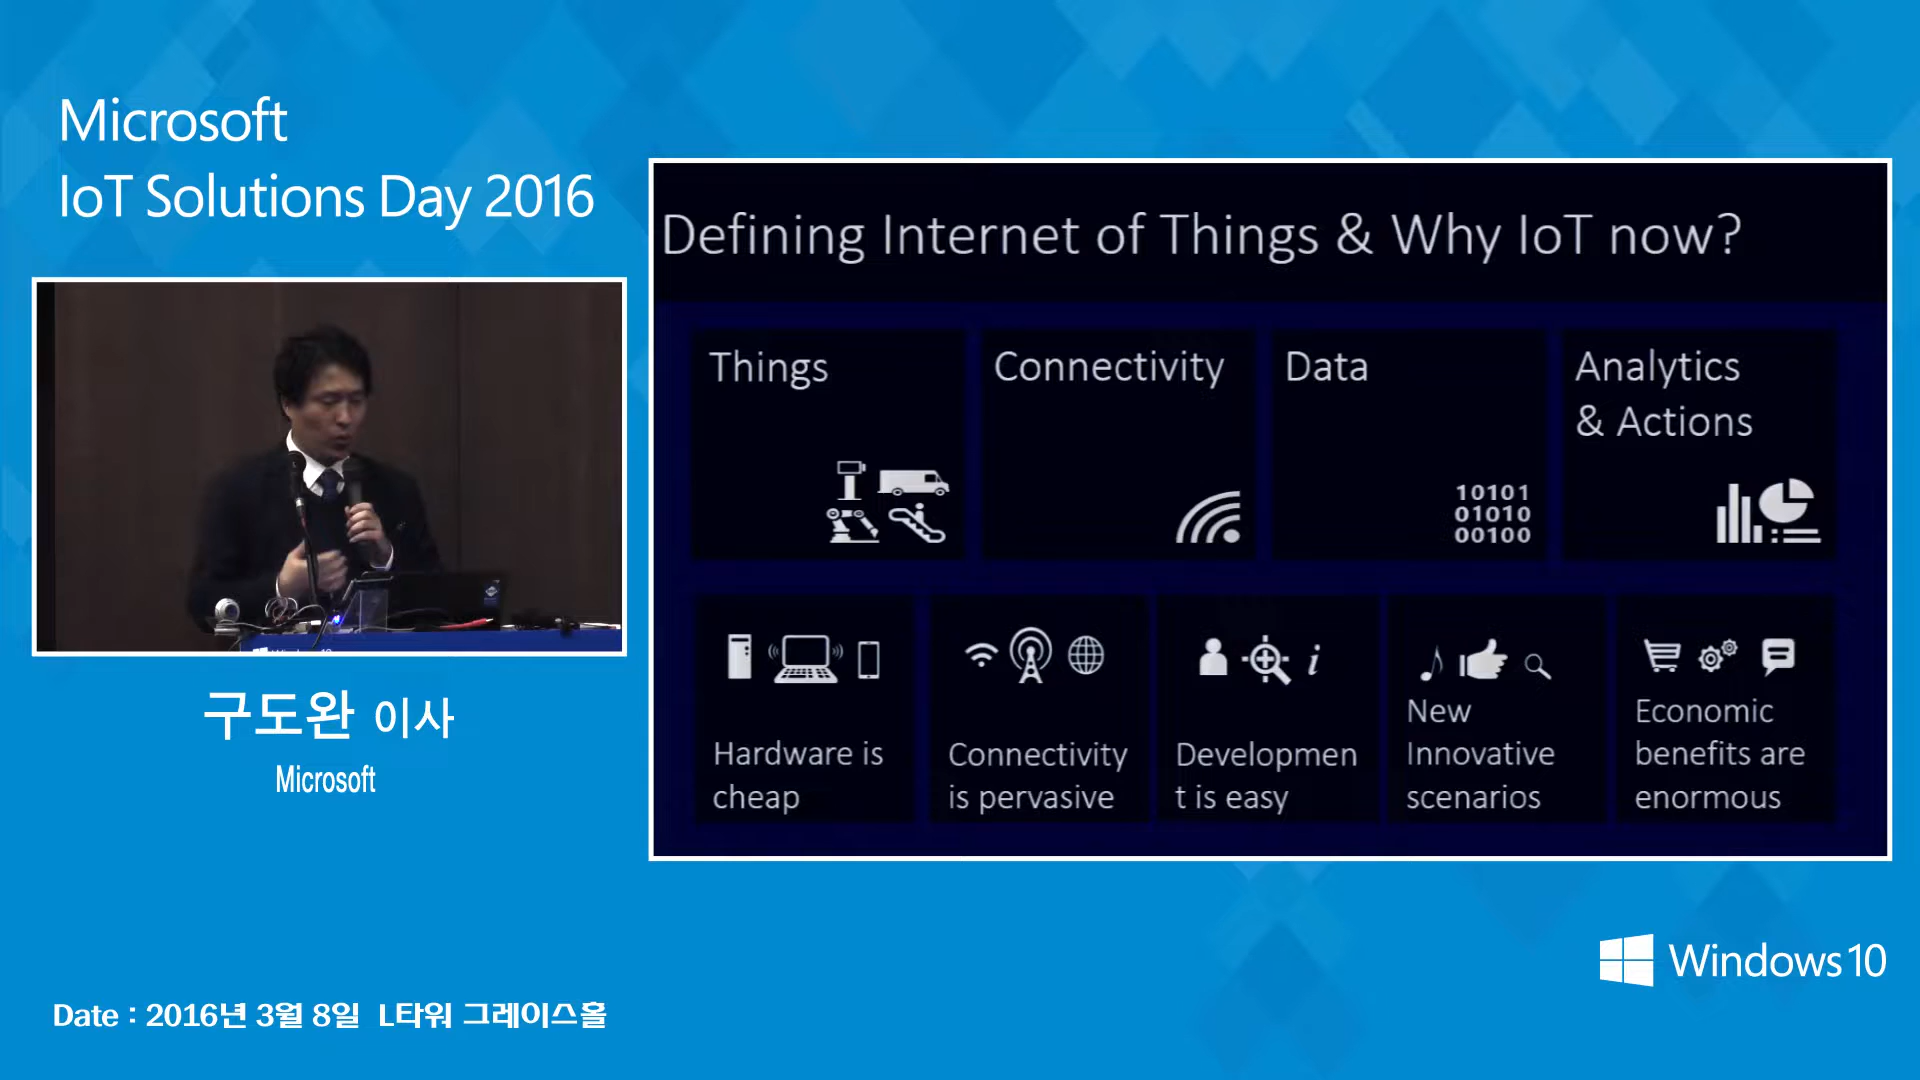 Microsoft
IoT Solutions Day 2016
Defining Internet of Things & Why IoT now?
Things
Connectivity
Data
Analytics
& Actions
10101
01010
00100
Hardware is
cheap
Connectivity
is pervasive
Developmen
t is easy
New
Innovative
scenarios
Economic
benefits are
enormous
구도완 이사
Microsoft
Windows 10
Date : 2016년 3월 8일 L타워 그레이스홀